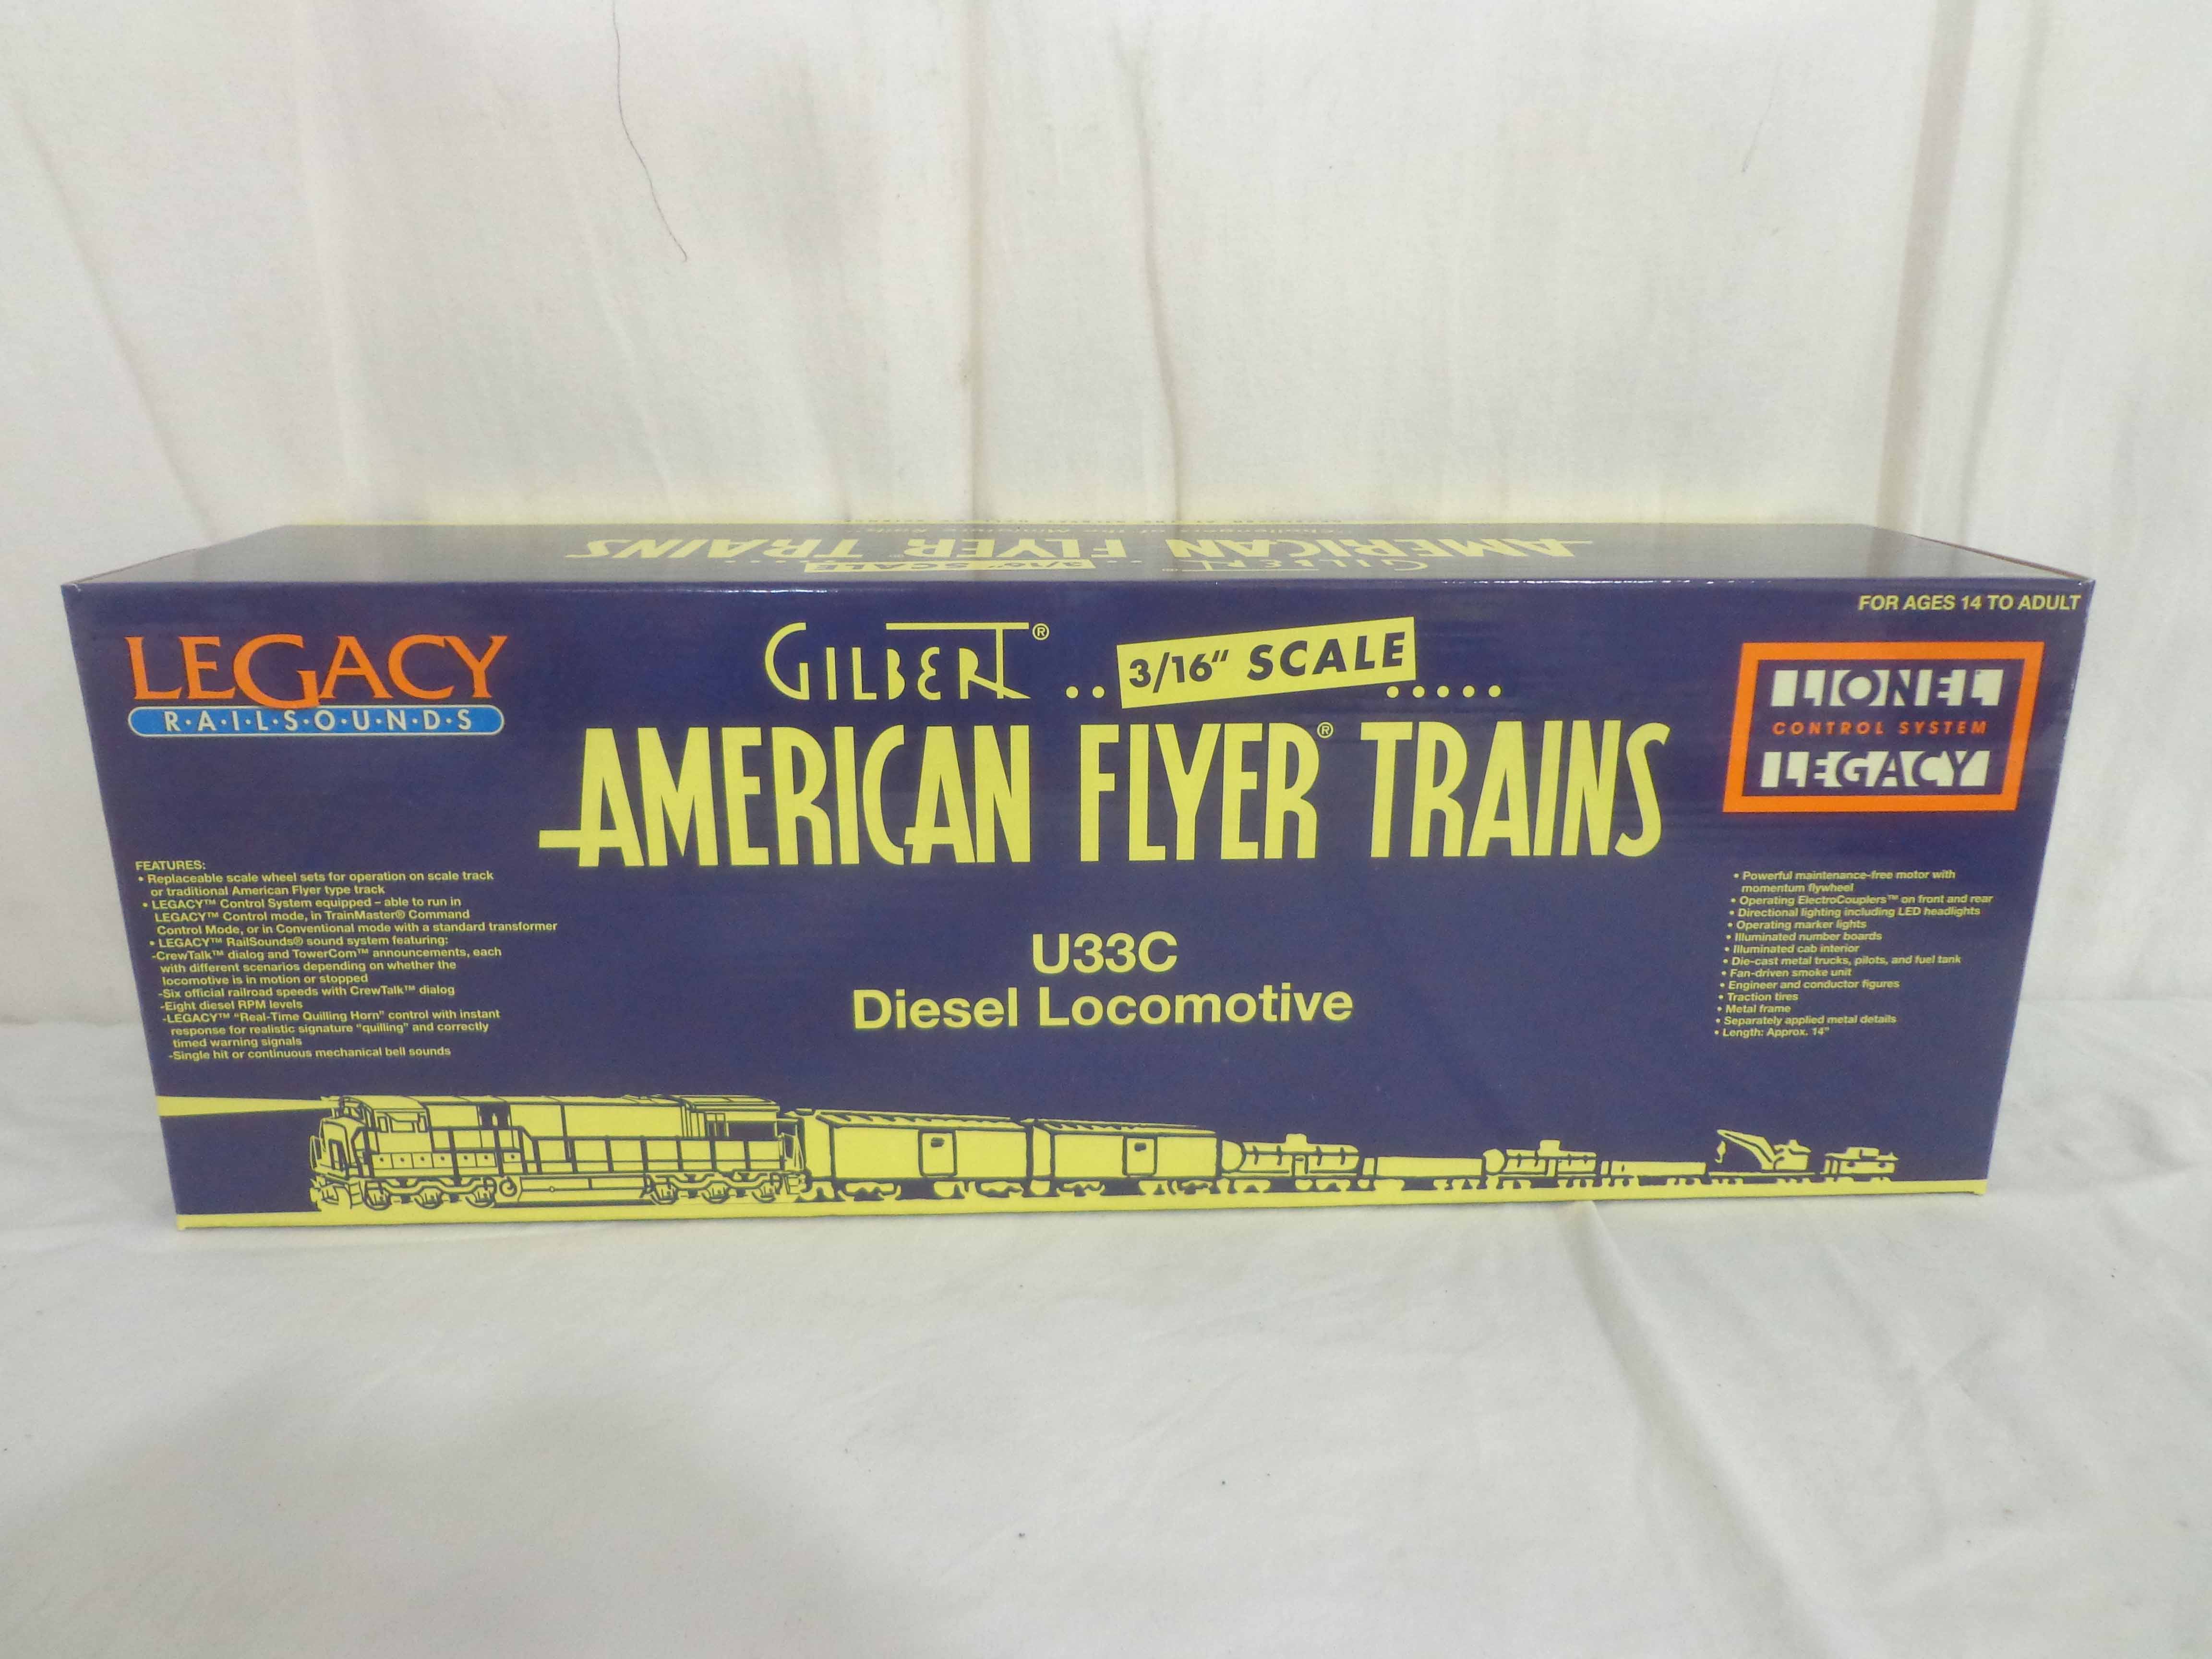 GILBERT
3/16" SCALE
AMERICAN FLYER TRAINS
FOR AGES 14 TO ADULT
LEGACY
R·A·I·L·S·O·U·N·D·S
GILBERT® .. 3/16" SCALE .....
AMERICAN FLYER® TRAINS
LIONEL
CONTROL SYSTEM
LEGACY
U33C
Diesel Locomotive
FEATURES:
• Replaceable scale wheel sets for operation on scale track
or traditional American Flyer type track
• LEGACY™ Control System equipped – able to run in
LEGACY™ Control mode, in TrainMaster® Command
Control Mode, or in Conventional mode with a standard transformer
• LEGACY™ RailSounds® sound system featuring:
-CrewTalk™ dialog and TowerCom™ announcements, each
with different scenarios depending on whether the
locomotive is in motion or stopped
-Six official railroad speeds with CrewTalk™ dialog
-Eight diesel RPM levels
-LEGACY™ "Real-Time Quilling Horn" control with instant
response for realistic signature "quilling" and correctly
timed warning signals
-Single hit or continuous mechanical bell sounds
• Powerful maintenance-free motor with
momentum flywheel
• Operating ElectroCouplers™ on front and rear
• Directional lighting including LED headlights
• Operating marker lights
• Illuminated number boards
• Illuminated cab interior
• Die-cast metal trucks, pilots, and fuel tank
• Fan-driven smoke unit
• Engineer and conductor figures
• Traction tires
• Metal frame
• Separately applied metal details
• Length: Approx. 14"